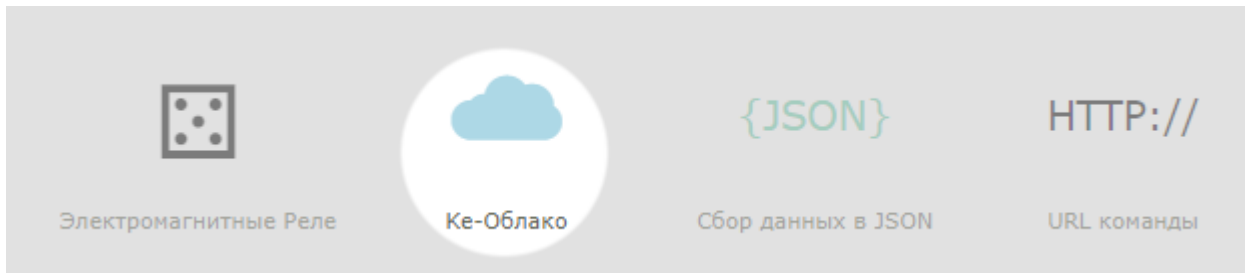 {JSON}
HTTP://
Электромагнитные Реле
Ке-Облако
Сбор данных в JSON
URL команды